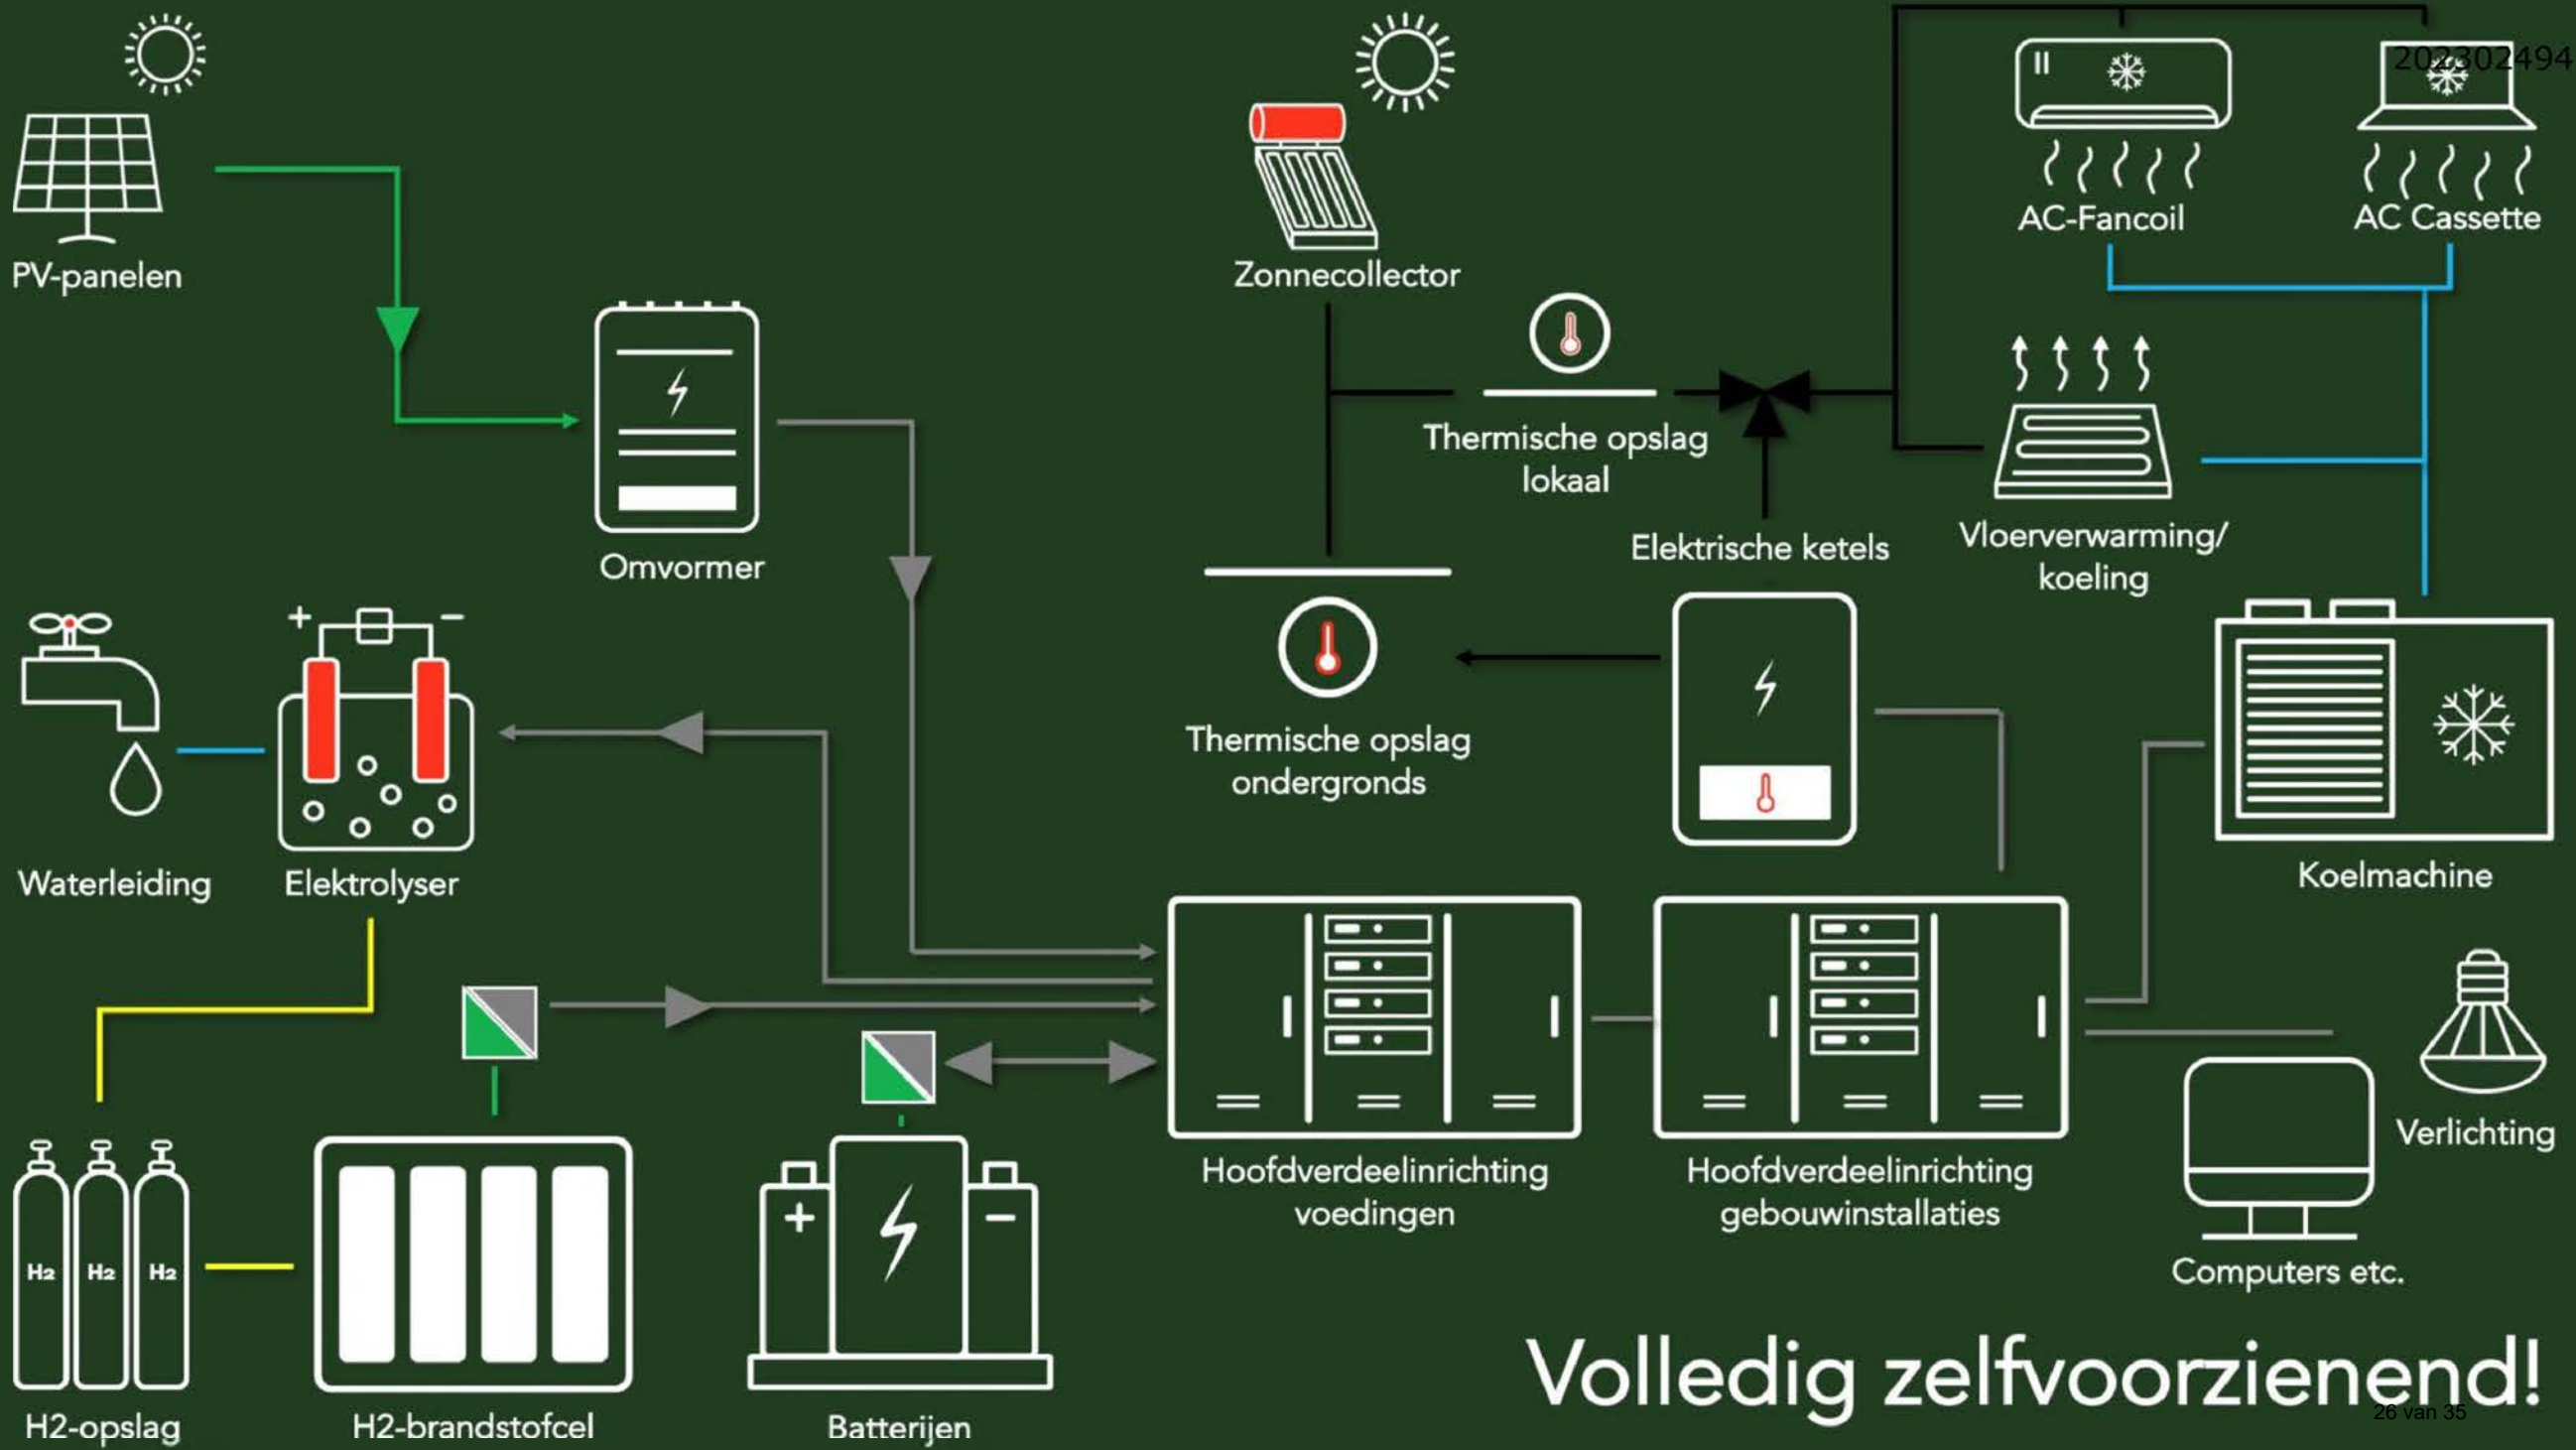 202302494
PV-panelen
Zonnecollector
AC-Fancoil
AC Cassette
Thermische opslag
lokaal
Omvormer
Elektrische ketels
Vloerverwarming/
koeling
+
−
Thermische opslag
ondergronds
Waterleiding
Elektrolyser
Koelmachine
Verlichting
Hoofdverdeelinrichting
voedingen
Hoofdverdeelinrichting
gebouwinstallaties
+
−
H2 H2 H2
Computers etc.
Volledig zelfvoorzienend!
26 van 35
H2-opslag
H2-brandstofcel
Batterijen